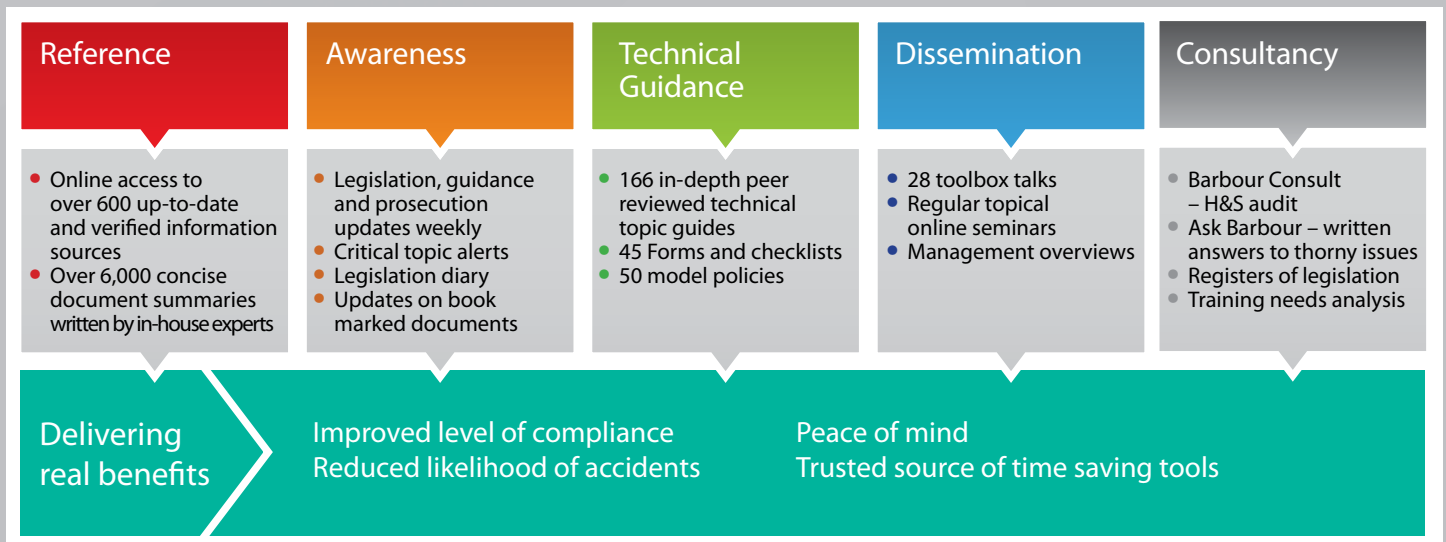 Reference
Online access to
over 600 up-to-date
and verified information
sources
Over 6,000 concise
document summaries
written by in-house experts
Awareness
Legislation, guidance
and prosecution
updates weekly
Critical topic alerts
Legislation diary
Updates on book
marked documents
Technical
Guidance
166 in-depth peer
reviewed technical
topic guides
45 Forms and checklists
50 model policies
Dissemination
28 toolbox talks
Regular topical
online seminars
Management overviews
Consultancy
Barbour Consult
– H&S audit
Ask Barbour – written
answers to thorny issues
Registers of legislation
Training needs analysis
Delivering
real benefits
Improved level of compliance
Reduced likelihood of accidents
Peace of mind
Trusted source of time saving tools